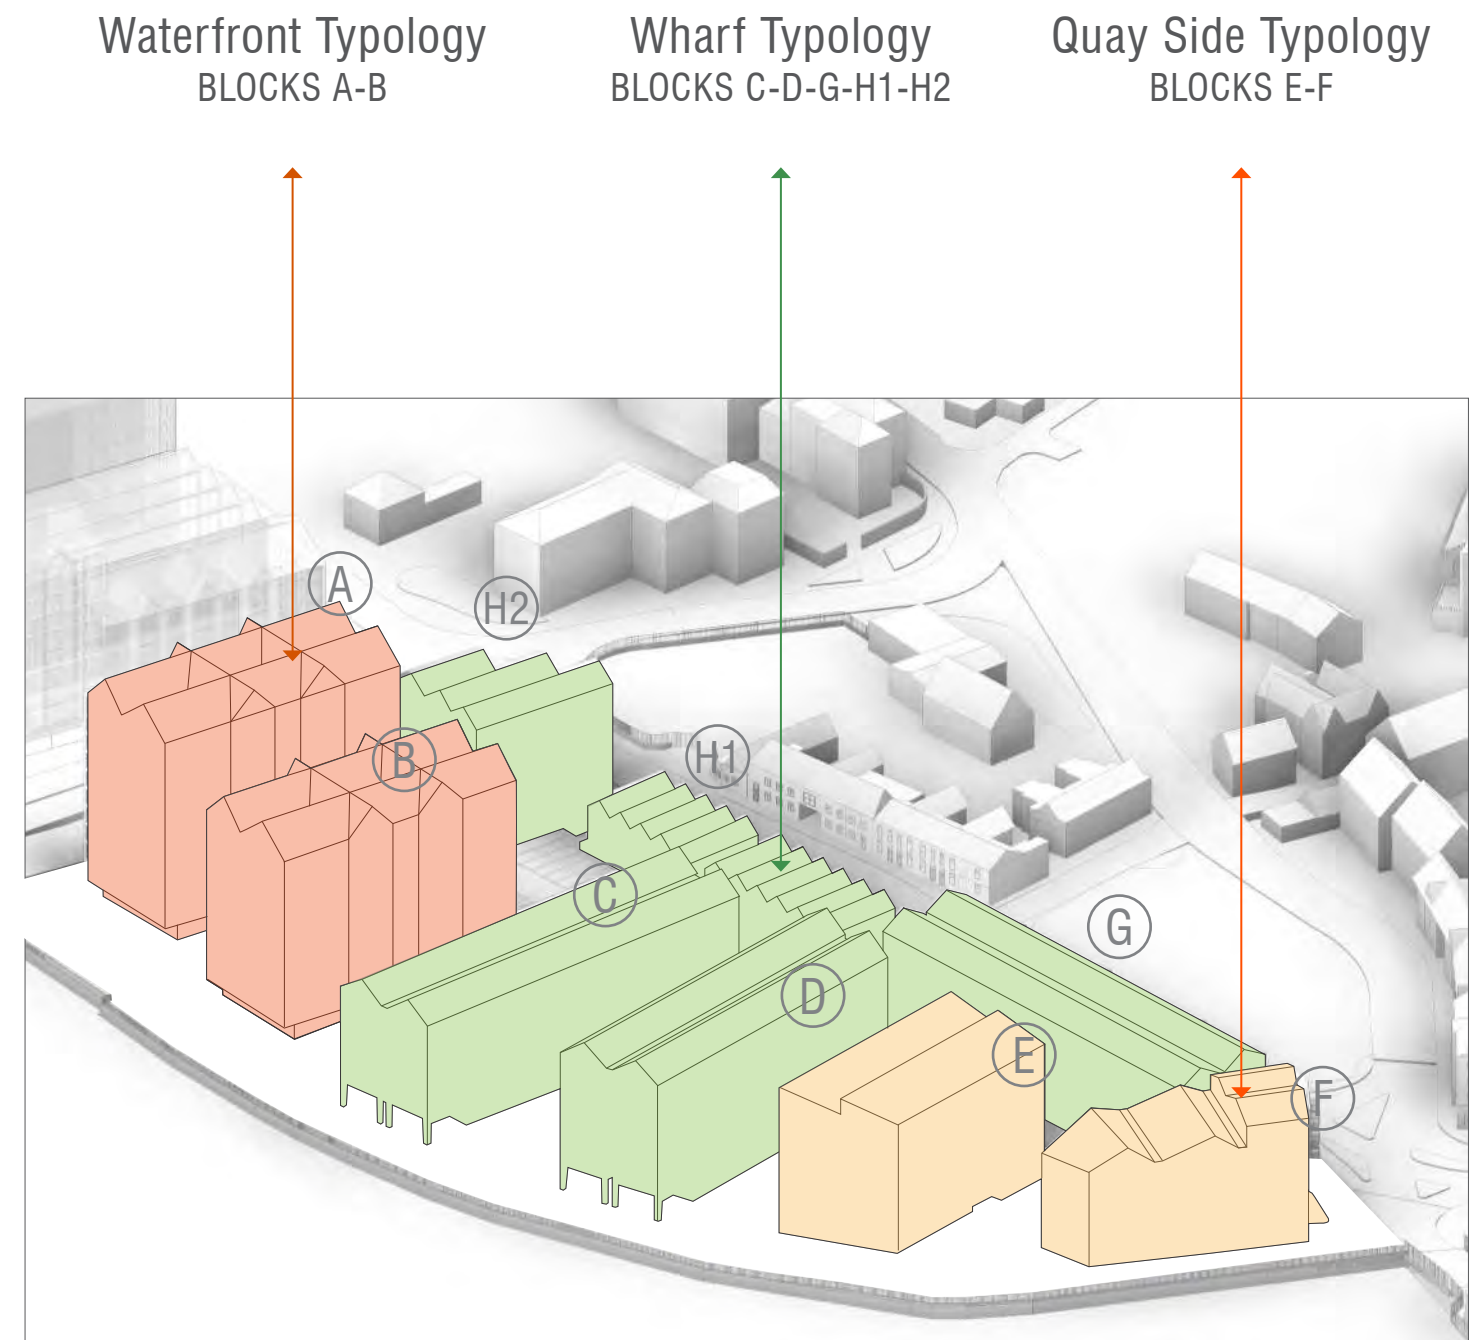 Waterfront Typology
BLOCKS A-B
Wharf Typology
BLOCKS C-D-G-H1-H2
Quay Side Typology
BLOCKS E-F
A
H2
B
H1
C
G
D
E
F